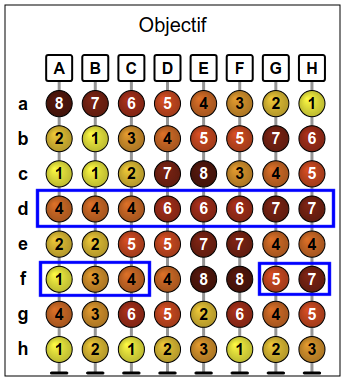 Objectif
A B C D E F G H
a 8 7 6 5 4 3 2 1
b 2 1 3 4 5 5 7 6
c 1 1 2 7 8 3 4 5
d 4 4 4 6 6 6 7 7
e 2 2 5 5 7 7 4 4
f 1 3 4 4 8 8 5 7
g 4 3 6 5 2 6 4 5
h 1 2 1 2 3 1 2 3